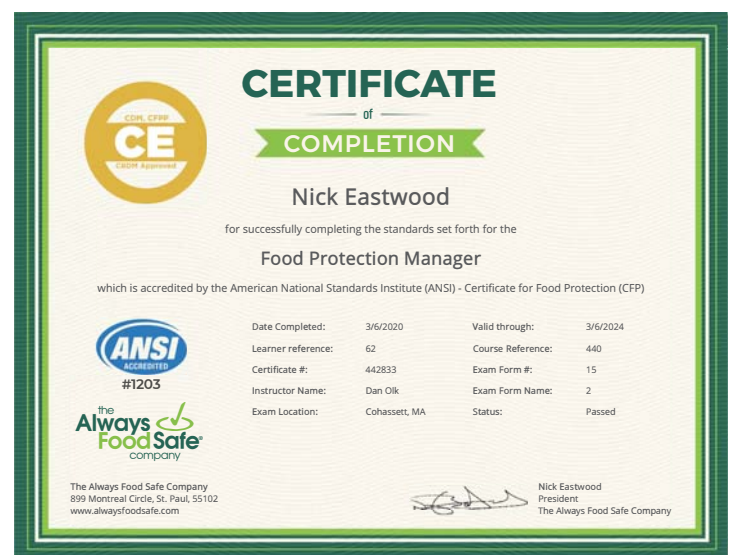 CERTIFICATE
of
COMPLETION
CDM, CFPP
CE
CBDM Approved
Nick Eastwood
for successfully completing the standards set forth for the
Food Protection Manager
which is accredited by the American National Standards Institute (ANSI) - Certificate for Food Protection (CFP)
ANSI
ACCREDITED
#1203
Date Completed: 3/6/2020 Valid through: 3/6/2024
Learner reference: 62 Course Reference: 440
Certificate #: 442833 Exam Form #: 15
Instructor Name: Dan Olk Exam Form Name: 2
Exam Location: Cohassett, MA Status: Passed
the
Always
Food Safe®
company
The Always Food Safe Company
899 Montreal Circle, St. Paul, 55102
www.alwaysfoodsafe.com
Nick Eastwood
President
The Always Food Safe Company